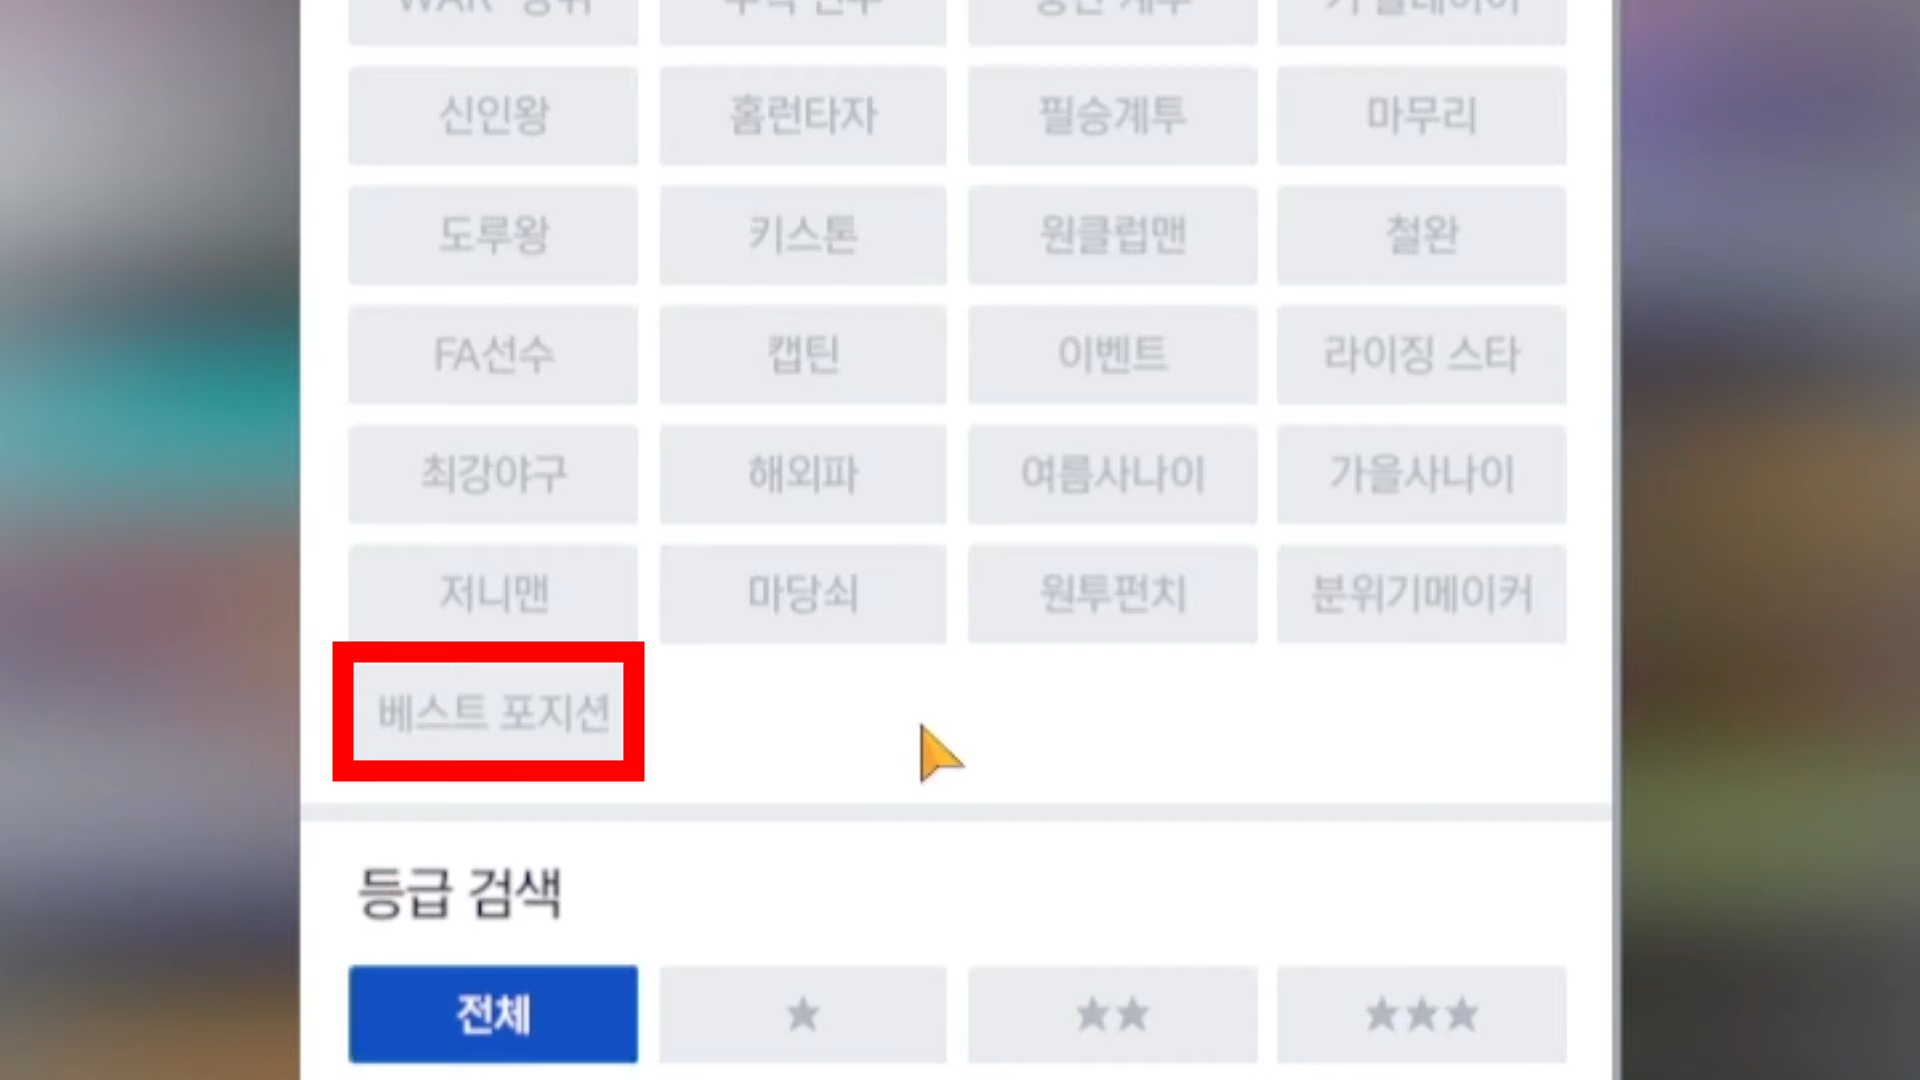 신인왕 홈런타자 필승계투 마무리
도루왕 키스톤 원클럽맨 철완
FA선수 캡틴 이벤트 라이징 스타
최강야구 해외파 여름사나이 가을사나이
저니맨 마당쇠 원투펀치 분위기메이커
베스트 포지션
등급 검색
전체 ★ ★★ ★★★